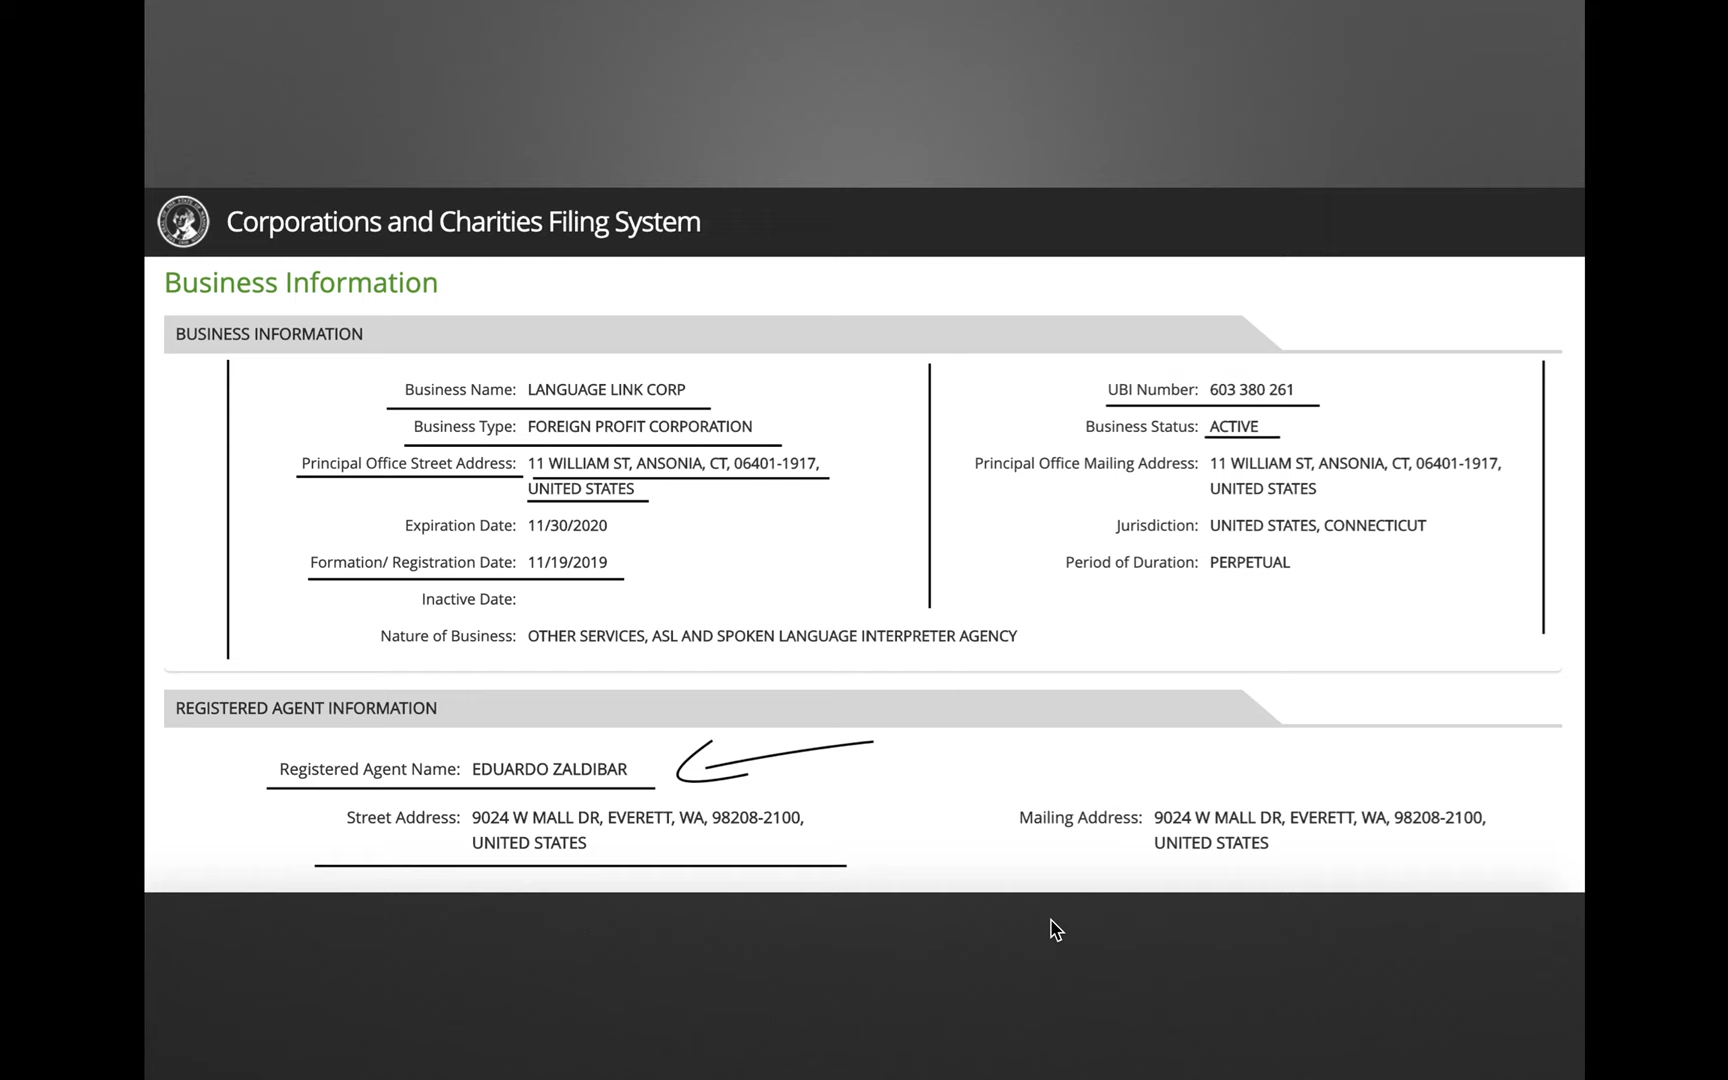 Corporations and Charities Filing System
Business Information
BUSINESS INFORMATION
Business Name: LANGUAGE LINK CORP
UBI Number: 603 380 261
Business Type: FOREIGN PROFIT CORPORATION
Business Status: ACTIVE
Principal Office Street Address: 11 WILLIAM ST, ANSONIA, CT, 06401-1917,
UNITED STATES
Principal Office Mailing Address: 11 WILLIAM ST, ANSONIA, CT, 06401-1917,
UNITED STATES
Expiration Date: 11/30/2020
Jurisdiction: UNITED STATES, CONNECTICUT
Formation/ Registration Date: 11/19/2019
Period of Duration: PERPETUAL
Inactive Date:
Nature of Business: OTHER SERVICES, ASL AND SPOKEN LANGUAGE INTERPRETER AGENCY
REGISTERED AGENT INFORMATION
Registered Agent Name: EDUARDO ZALDIBAR
Street Address: 9024 W MALL DR, EVERETT, WA, 98208-2100,
UNITED STATES
Mailing Address: 9024 W MALL DR, EVERETT, WA, 98208-2100,
UNITED STATES